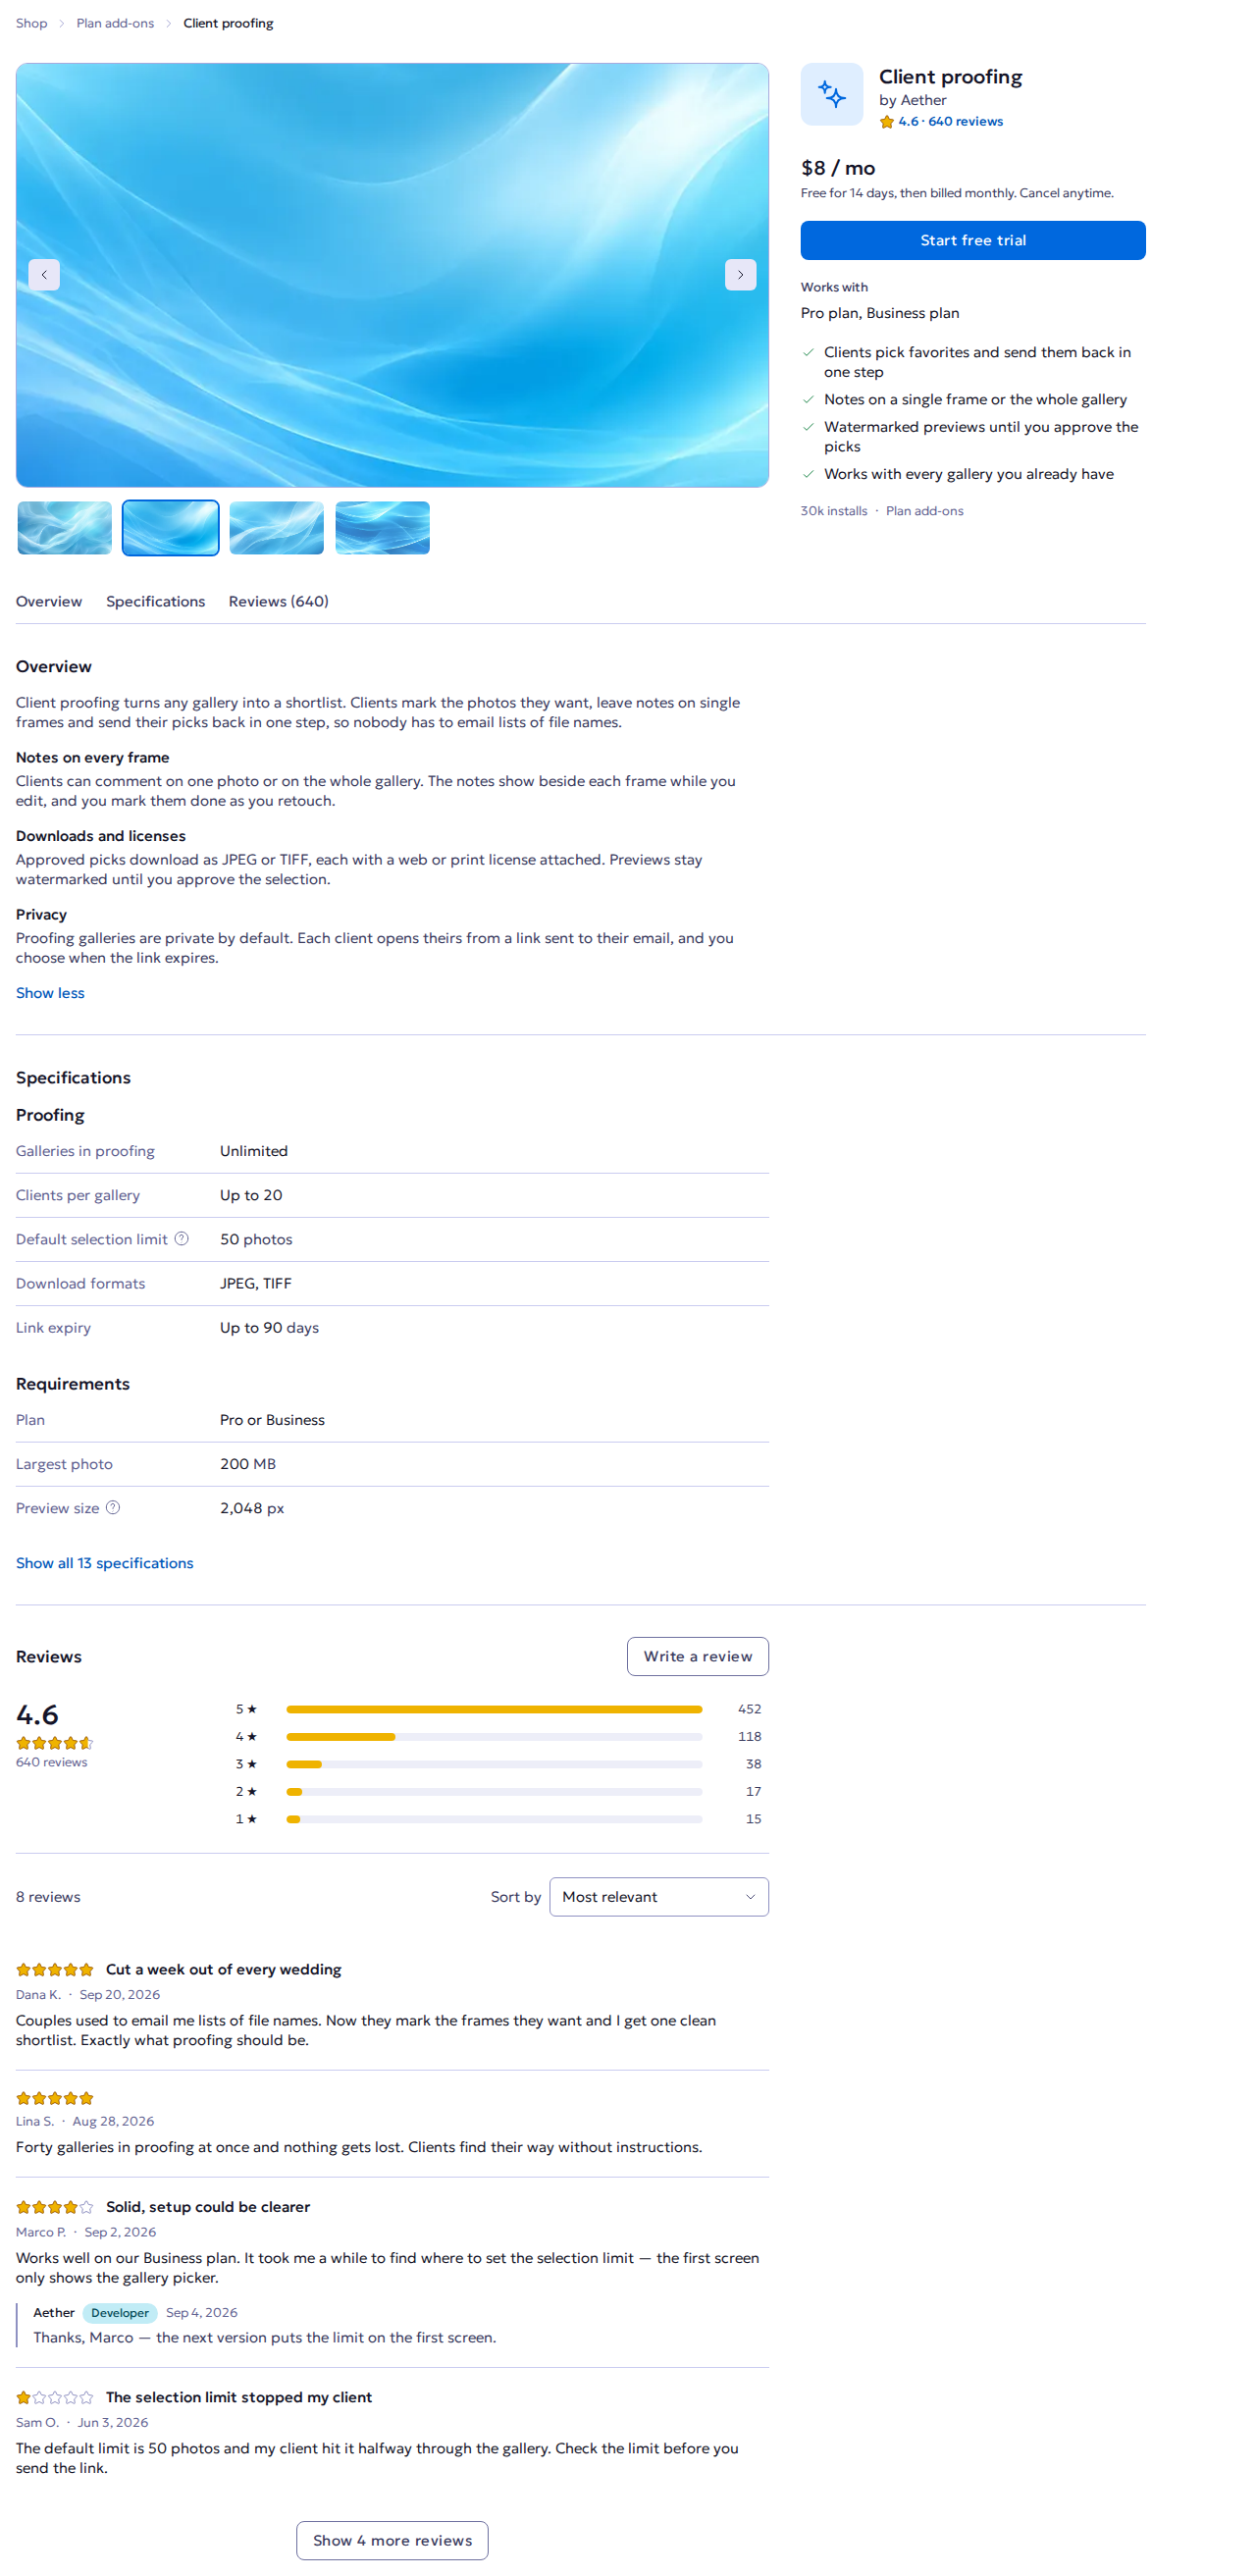 Shop
Plan add-ons
Client proofing
Client proofing
by Aether
4.6 · 640 reviews
$8 / mo
Free for 14 days, then billed monthly. Cancel anytime.
Start free trial
Works with
Pro plan, Business plan
Clients pick favorites and send them back in
one step
Notes on a single frame or the whole gallery
Watermarked previews until you approve the
picks
Works with every gallery you already have
30k installs · Plan add-ons
Overview
Specifications
Reviews (640)
Overview
Client proofing turns any gallery into a shortlist. Clients mark the photos they want, leave notes on single
frames and send their picks back in one step, so nobody has to email lists of file names.
Notes on every frame
Clients can comment on one photo or on the whole gallery. The notes show beside each frame while you
edit, and you mark them done as you retouch.
Downloads and licenses
Approved picks download as JPEG or TIFF, each with a web or print license attached. Previews stay
watermarked until you approve the selection.
Privacy
Proofing galleries are private by default. Each client opens theirs from a link sent to their email, and you
choose when the link expires.
Show less
Specifications
Proofing
Galleries in proofing Unlimited
Clients per gallery Up to 20
Default selection limit 50 photos
Download formats JPEG, TIFF
Link expiry Up to 90 days
Requirements
Plan Pro or Business
Largest photo 200 MB
Preview size 2,048 px
Show all 13 specifications
Reviews
Write a review
4.6
640 reviews
5 ★ 452
4 ★ 118
3 ★ 38
2 ★ 17
1 ★ 15
8 reviews
Sort by Most relevant
Cut a week out of every wedding
Dana K. · Sep 20, 2026
Couples used to email me lists of file names. Now they mark the frames they want and I get one clean
shortlist. Exactly what proofing should be.
Lina S. · Aug 28, 2026
Forty galleries in proofing at once and nothing gets lost. Clients find their way without instructions.
Solid, setup could be clearer
Marco P. · Sep 2, 2026
Works well on our Business plan. It took me a while to find where to set the selection limit — the first screen
only shows the gallery picker.
Aether Developer Sep 4, 2026
Thanks, Marco — the next version puts the limit on the first screen.
The selection limit stopped my client
Sam O. · Jun 3, 2026
The default limit is 50 photos and my client hit it halfway through the gallery. Check the limit before you
send the link.
Show 4 more reviews